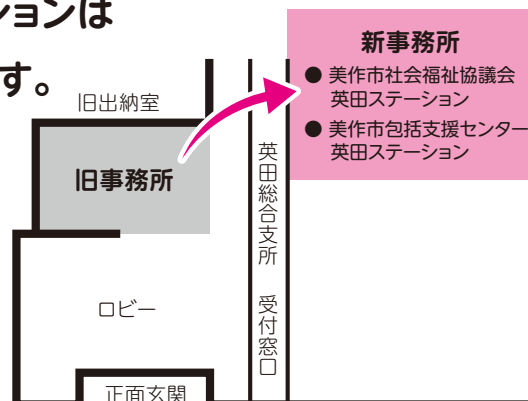 ションは
す。
新事務所
● 美作市社会福祉協議会
英田ステーション
● 美作市包括支援センター
英田ステーション
旧出納室
旧事務所
英田総合支所 受付窓口
ロビー
正面玄関